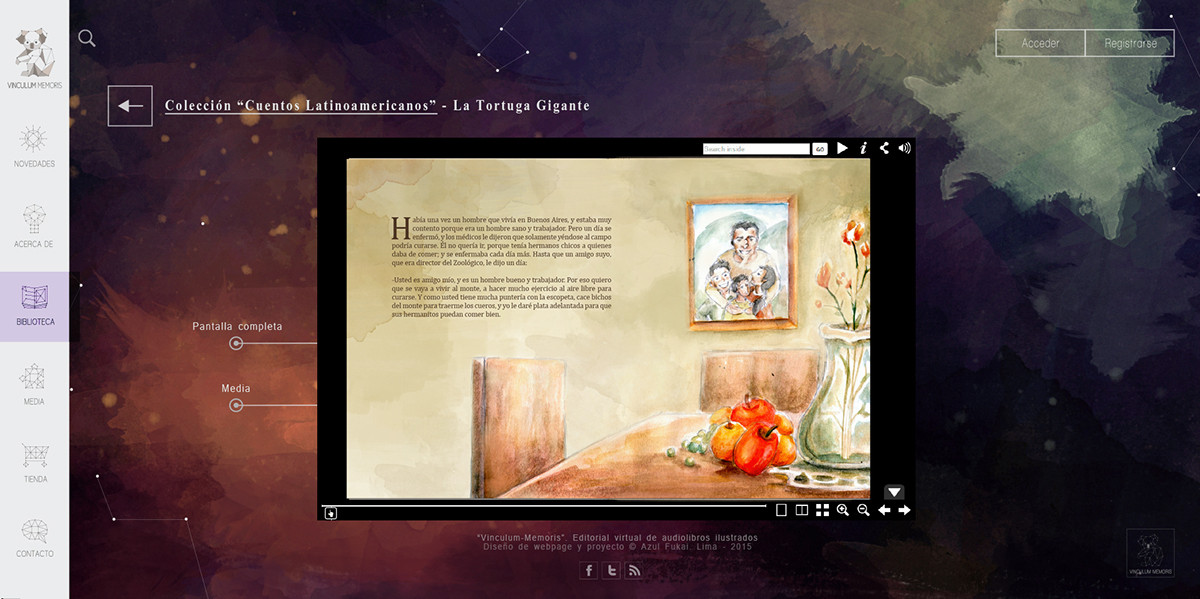 VINCULUM MEMORIS
NOVEDADES
ACERCA DE
BIBLIOTECA
MEDIA
TIENDA
CONTACTO
Acceder
Registrarse
Colección “Cuentos Latinoamericanos” - La Tortuga Gigante
Search inside
GO
Había una vez un hombre que vivía en Buenos Aires, y estaba muy
contento porque era un hombre sano y trabajador. Pero un día se
enfermó, y los médicos le dijeron que solamente yéndose al campo
podría curarse. Él no quería ir, porque tenía hermanos chicos a quienes
daba de comer; y se enfermaba cada día más. Hasta que un amigo suyo,
que era director del Zoológico, le dijo un día:
-Usted es amigo mío, y es un hombre bueno y trabajador. Por eso quiero
que se vaya a vivir al monte, a hacer mucho ejercicio al aire libre para
curarse. Y como usted tiene mucha puntería con la escopeta, cace bichos
del monte para traerme los cueros, y yo le daré plata adelantada para que
sus hermanitos puedan comer bien.
Pantalla completa
Media
“Vinculum-Memoris”. Editorial virtual de audiolibros ilustrados
Diseño de webpage y proyecto © Azul Fukai. Lima - 2015
VINCULUM MEMORIS